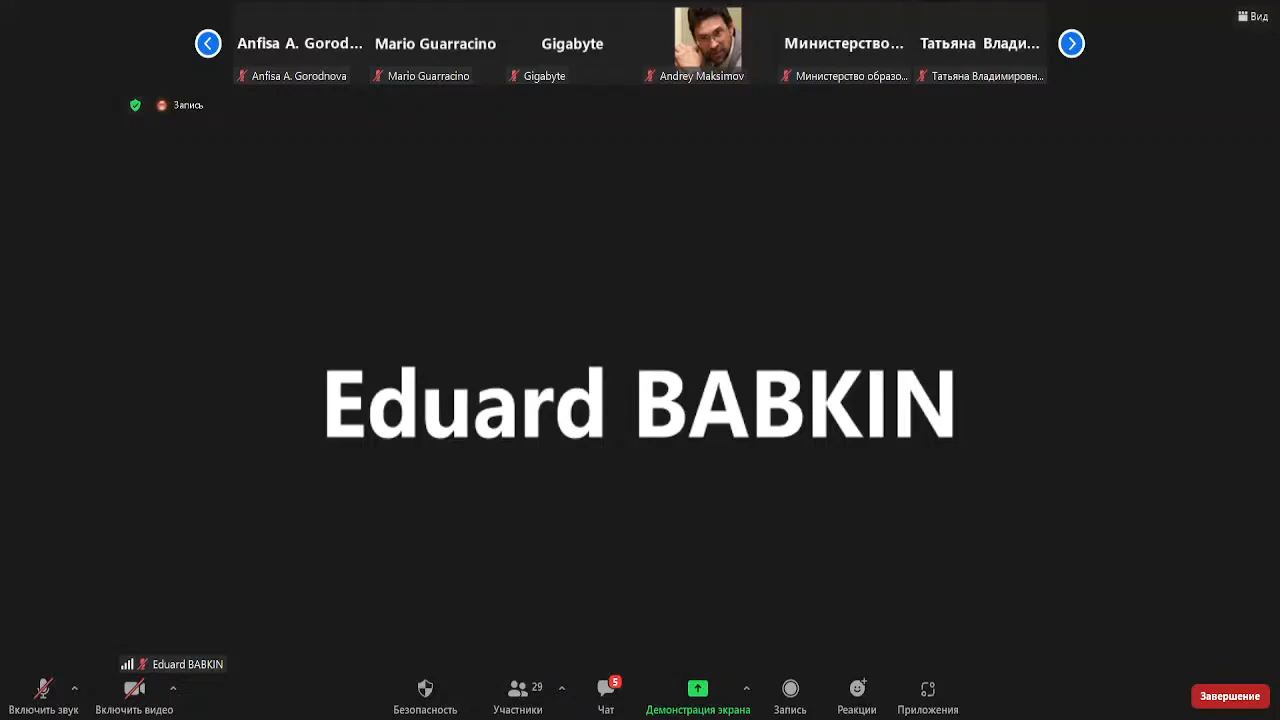 Вид
Anfisa A. Gorod...
Mario Guarracino
Gigabyte
Министерство...
Татьяна Влади...
Anfisa A. Gorodnova
Mario Guarracino
Gigabyte
Andrey Maksimov
Министерство образо...
Татьяна Владимировн...
Запись
Eduard BABKIN
Eduard BABKIN
29
5
Включить звук
Включить видео
Безопасность
Участники
Чат
Демонстрация экрана
Запись
Реакции
Приложения
Завершение